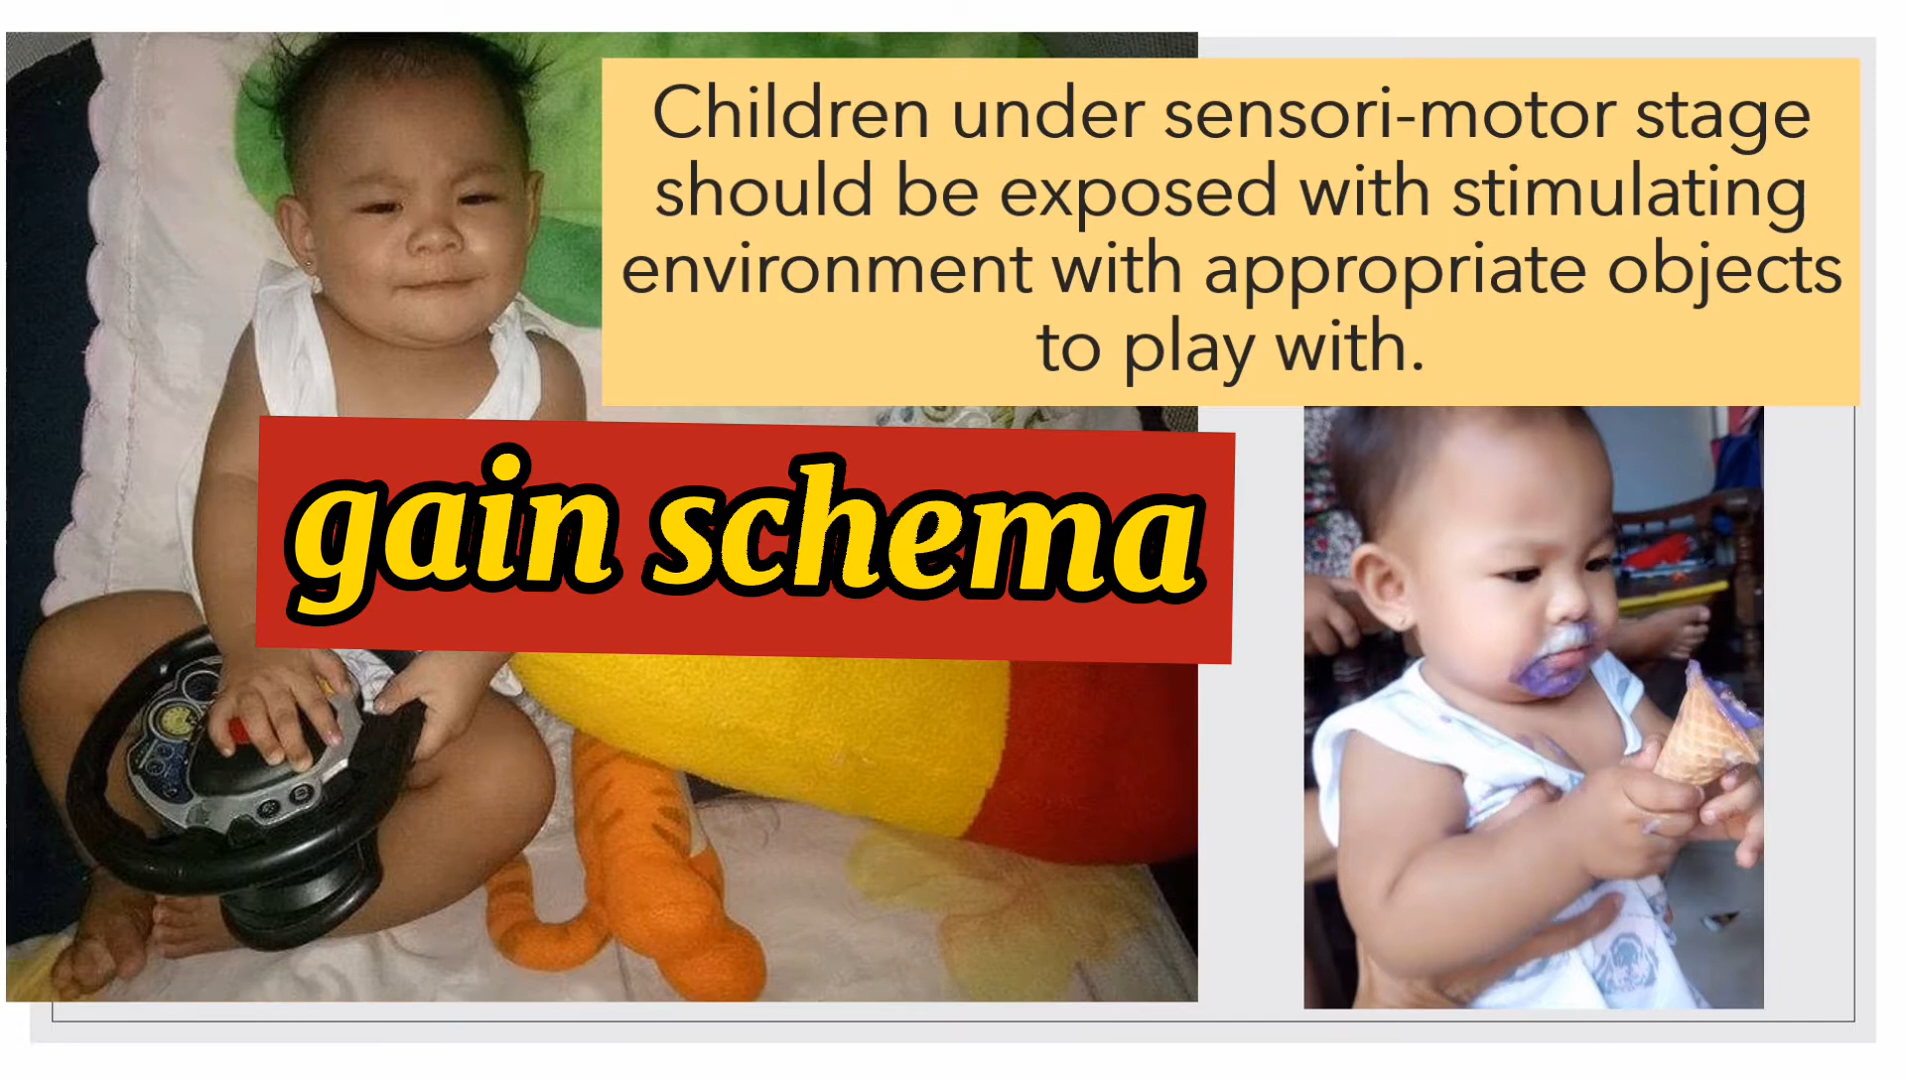 Children under sensori-motor stage
should be exposed with stimulating
environment with appropriate objects
to play with.
gain schema